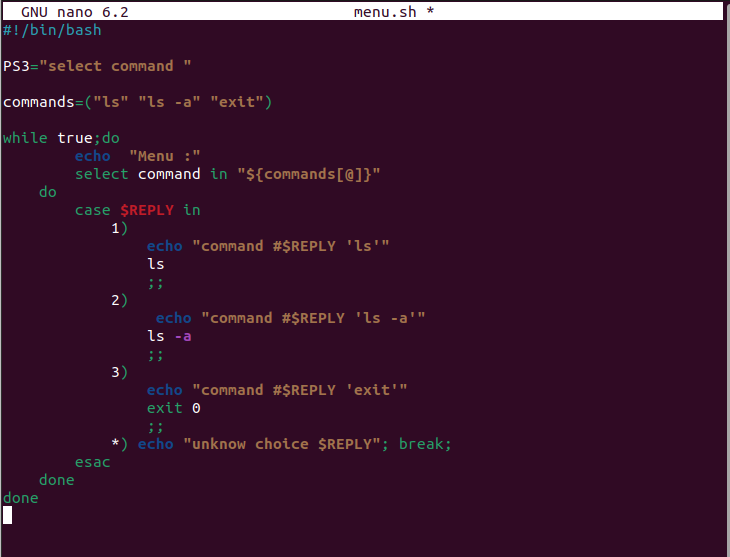 GNU nano 6.2 menu.sh *
#!/bin/bash
PS3="select command "
commands=("ls" "ls -a" "exit")
while true;do
echo  "Menu :"
select command in "${commands[@]}"
do
case $REPLY in
1)
echo "command #$REPLY 'ls'"
ls
;;
2)
echo "command #$REPLY 'ls -a'"
ls -a
;;
3)
echo "command #$REPLY 'exit'"
exit 0
;;
*) echo "unknow choice $REPLY"; break;
esac
done
done